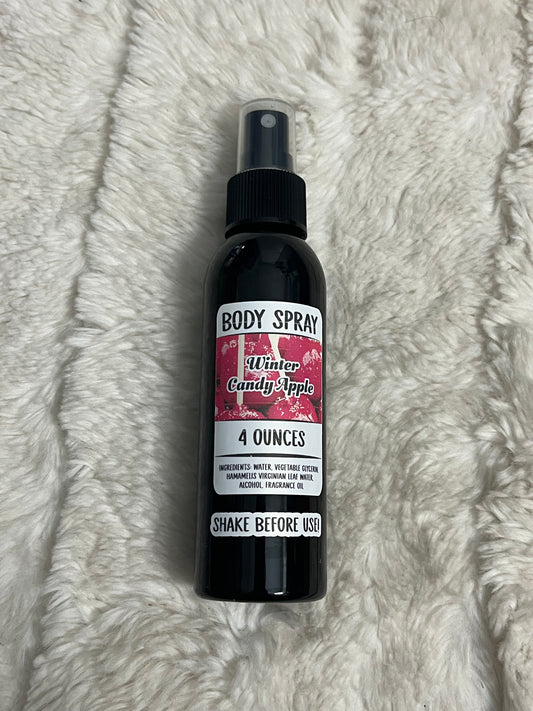 BODY SPRAY
Winter
Candy Apple
4 OUNCES
INGREDIENTS: WATER, VEGETABLE GLYCERIN,
HAMAMELIS VIRGINIAN LEAF WATER,
ALCOHOL, FRAGRANCE OIL
SHAKE BEFORE USE!